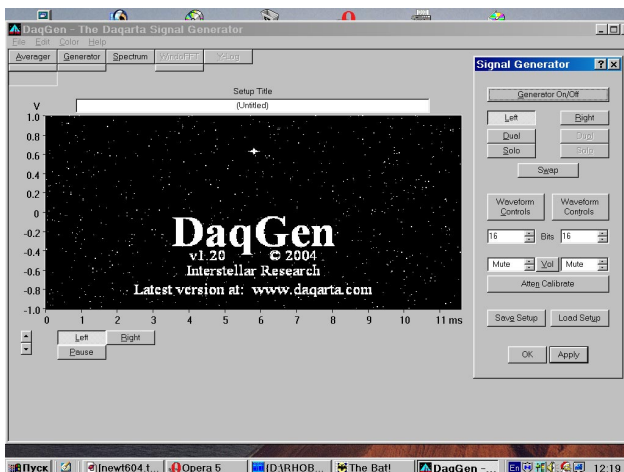 DaqGen - The Daqarta Signal Generator
File Edit Color Help
Averager Generator Spectrum WindoFFT Y-Log
Setup Title
V (Untitled)
1.0
0.8
0.6
0.4
0.2
0
-0.2
-0.4
-0.6
-0.8
-1.0
DaqGen
v1.20 © 2004
Interstellar Research
Latest version at: www.daqarta.com
0 1 2 3 4 5 6 7 8 9 10 11 ms
Left Right
Pause
Signal Generator
Generator On/Off
Left Right
Dual Dual
Solo Solo
Swap
Waveform Controls Waveform Controls
16 Bits 16
Mute Vol Mute
Atten Calibrate
Save Setup Load Setup
OK Apply
Пуск [newt604.t... Opera 5 (D:\RHOB... The Bat! DaqGen -... En 12:19